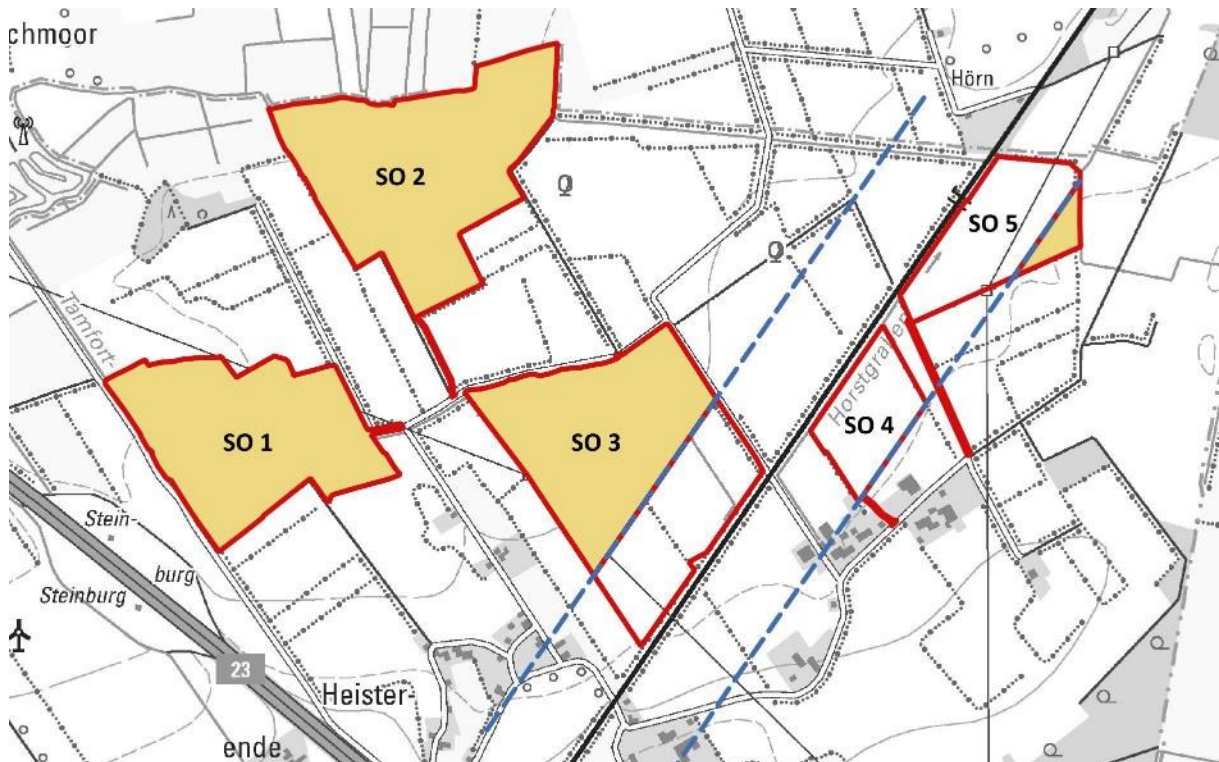 chmoor
Hörn
SO 2
SO 5
Tamfort-
Horstgraben
SO 4
SO 1
SO 3
Stein-
burg
Steinburg
23
Heister-
ende